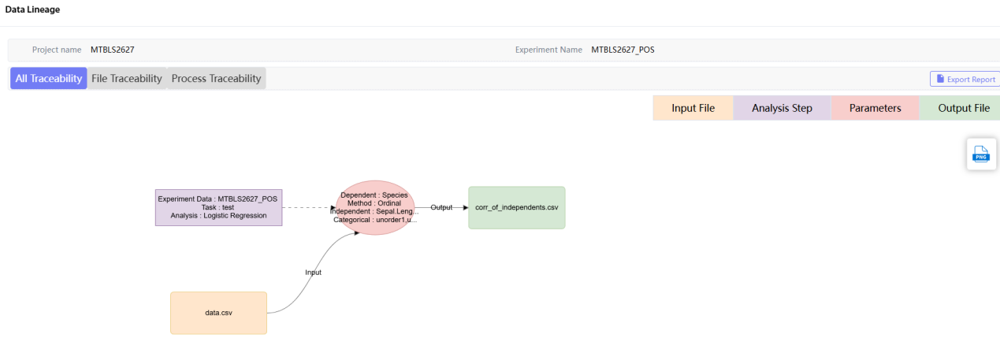 Data Lineage
Project name MTBLS2627 Experiment Name MTBLS2627_POS
All Traceability File Traceability Process Traceability Export Report
Input File Analysis Step Parameters Output File
PNG
Experiment Data : MTBLS2627_POS
Task : test
Analysis : Logistic Regression
Dependent : Species
Method : Ordinal
Independent : Sepal.Leng...
Categorical : unorder1,u...
Output
corr_of_independents.csv
Input
data.csv